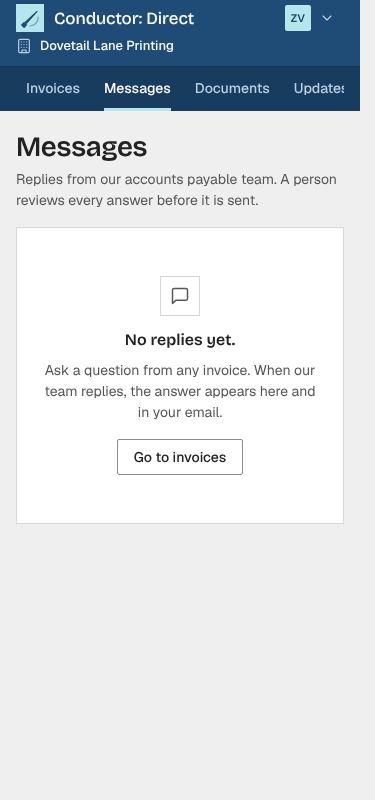 Conductor: Direct
ZV
Dovetail Lane Printing
Invoices
Messages
Documents
Updates
Messages
Replies from our accounts payable team. A person
reviews every answer before it is sent.
No replies yet.
Ask a question from any invoice. When our
team replies, the answer appears here and
in your email.
Go to invoices